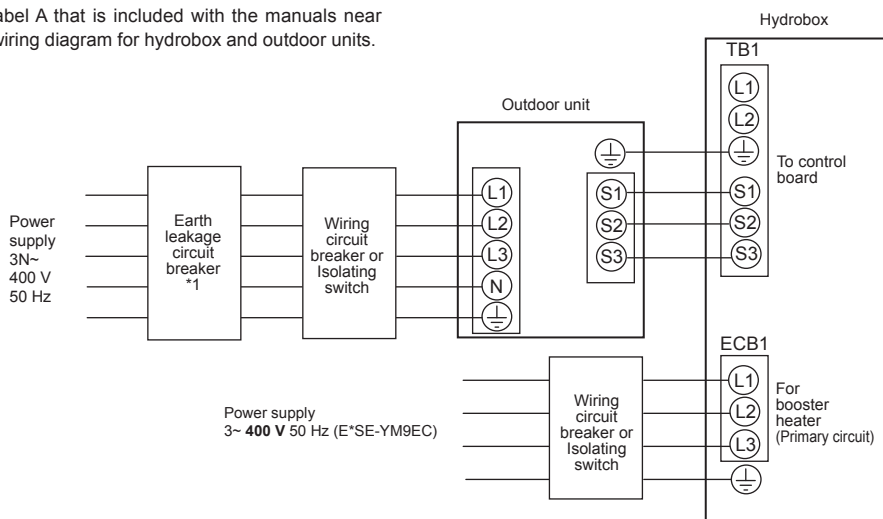 abel A that is included with the manuals near
wiring diagram for hydrobox and outdoor units.
Hydrobox
TB1
L1
L2
S1
S2
S3
To control
board
Outdoor unit
L1
L2
L3
N
S1
S2
S3
Power
supply
3N~
400 V
50 Hz
Earth
leakage
circuit
breaker
*1
Wiring
circuit
breaker or
Isolating
switch
ECB1
L1
L2
L3
For
booster
heater
(Primary circuit)
Power supply
3~ 400 V 50 Hz (E*SE-YM9EC)
Wiring
circuit
breaker or
Isolating
switch